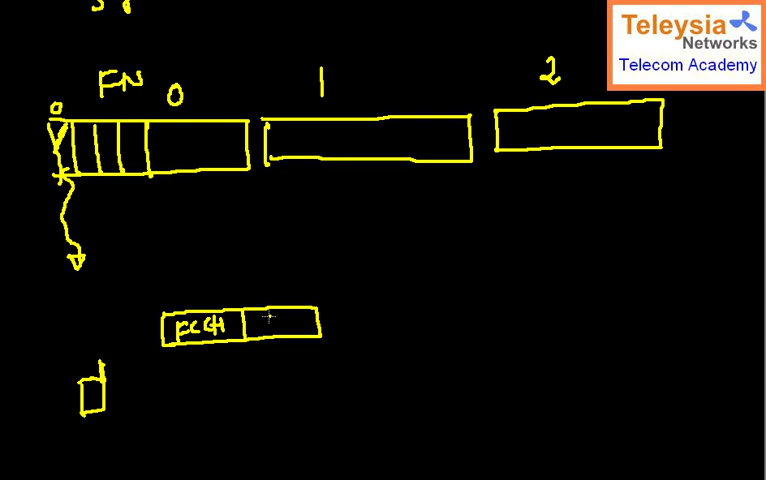 Teleysia
Networks
Telecom Academy
FN 0 1 2
0
FCCH